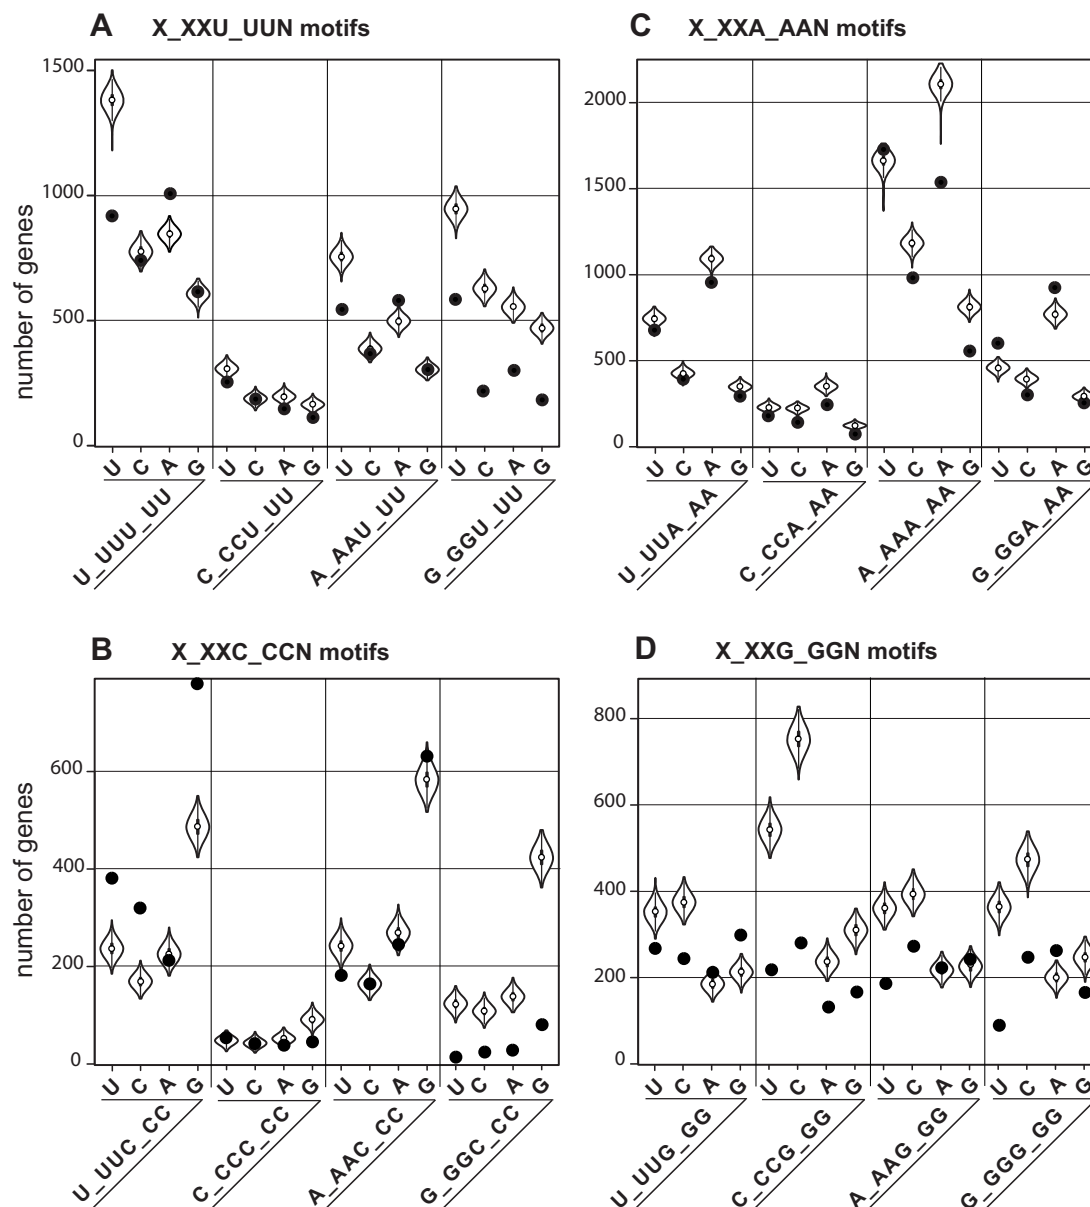 A X_XXU_UUN motifs
number of genes
1500
1000
500
0
U C A G U C A G U C A G U C A G
U_UUU_UU C_CCU_UU A_AAU_UU G_GGU_UU
C X_XXA_AAN motifs
2000
1500
1000
500
0
U C A G U C A G U C A G U C A G
U_UUA_AA C_CCA_AA A_AAA_AA G_GGA_AA
B X_XXC_CCN motifs
number of genes
600
400
200
0
U C A G U C A G U C A G U C A G
U_UUC_CC C_CCC_CC A_AAC_CC G_GGC_CC
D X_XXG_GGN motifs
800
600
400
200
0
U C A G U C A G U C A G U C A G
U_UUG_GG C_CCG_GG A_AAG_GG G_GGG_GG